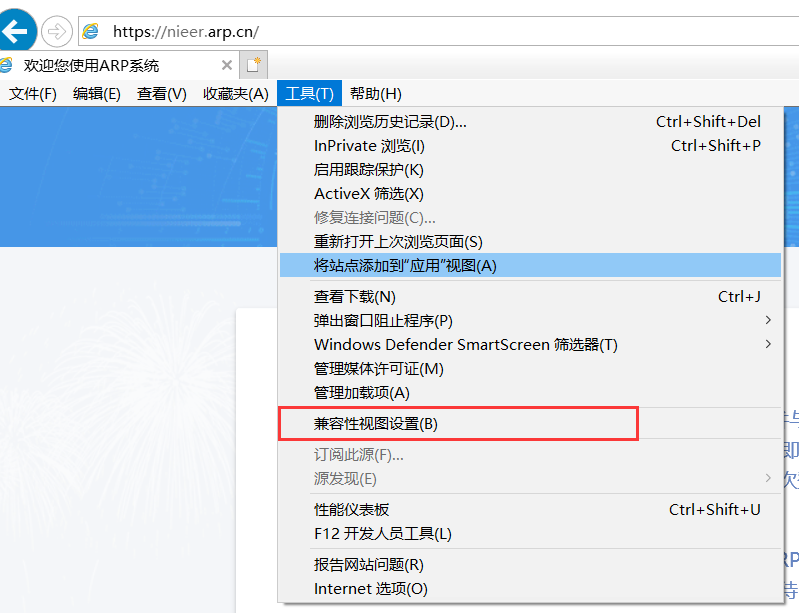 https://nieer.arp.cn/
欢迎您使用ARP系统
文件(F) 编辑(E) 查看(V) 收藏夹(A) 工具(T) 帮助(H)
删除浏览历史记录(D)... Ctrl+Shift+Del
InPrivate 浏览(I) Ctrl+Shift+P
启用跟踪保护(K)
ActiveX 筛选(X)
修复连接问题(C)...
重新打开上次浏览页面(S)
将站点添加到“应用”视图(A)
查看下载(N) Ctrl+J
弹出窗口阻止程序(P)
Windows Defender SmartScreen 筛选器(T)
管理媒体许可证(M)
管理加载项(A)
兼容性视图设置(B)
订阅此源(F)...
源发现(E)
性能仪表板 Ctrl+Shift+U
F12 开发人员工具(L)
报告网站问题(R)
Internet 选项(O)